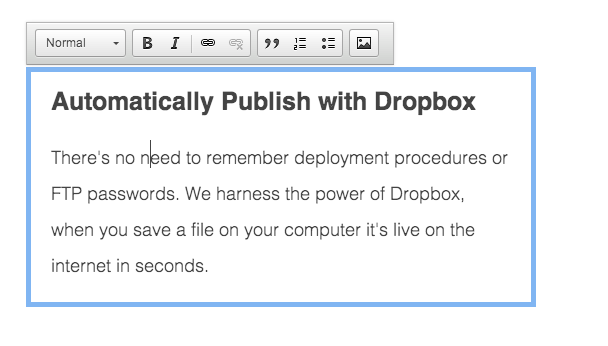 Normal
B I
Automatically Publish with Dropbox
There's no need to remember deployment procedures or
FTP passwords. We harness the power of Dropbox,
when you save a file on your computer it's live on the
internet in seconds.